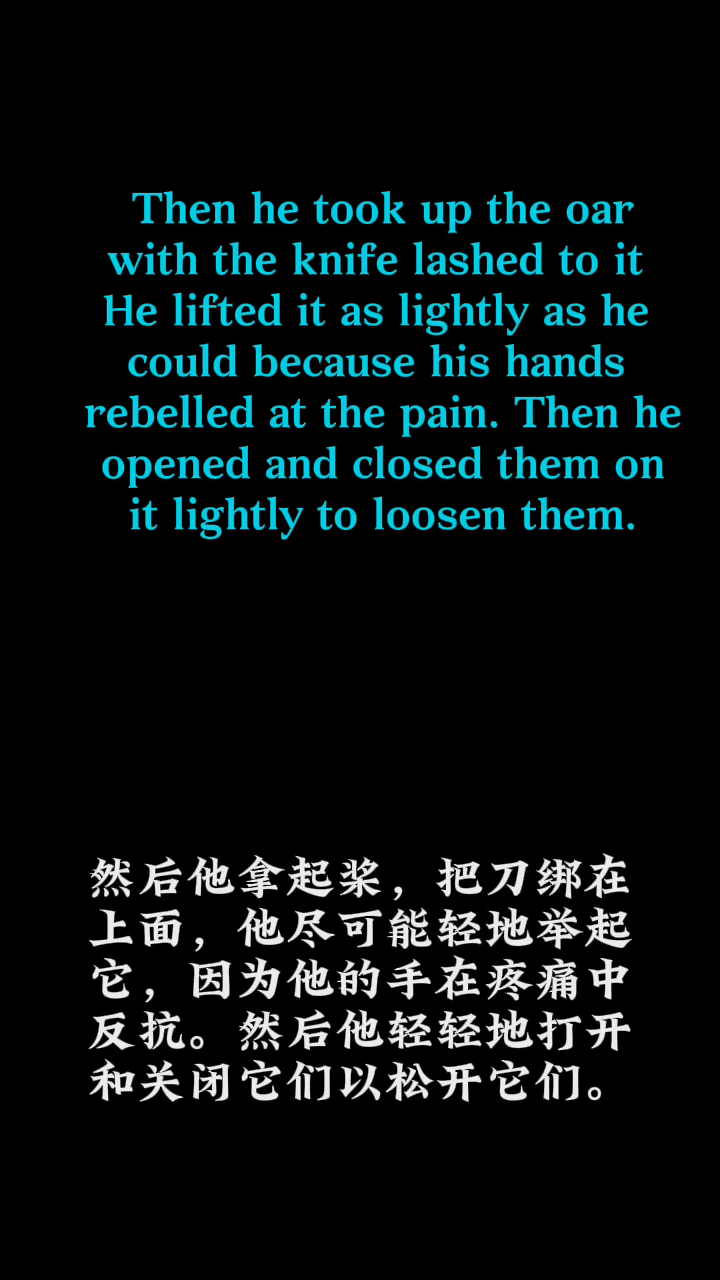 Then he took up the oar
with the knife lashed to it
He lifted it as lightly as he
could because his hands
rebelled at the pain. Then he
opened and closed them on
it lightly to loosen them.
然后他拿起桨，把刀绑在
上面，他尽可能轻地举起
它，因为他的手在疼痛中
反抗。然后他轻轻地打开
和关闭它们以松开它们。